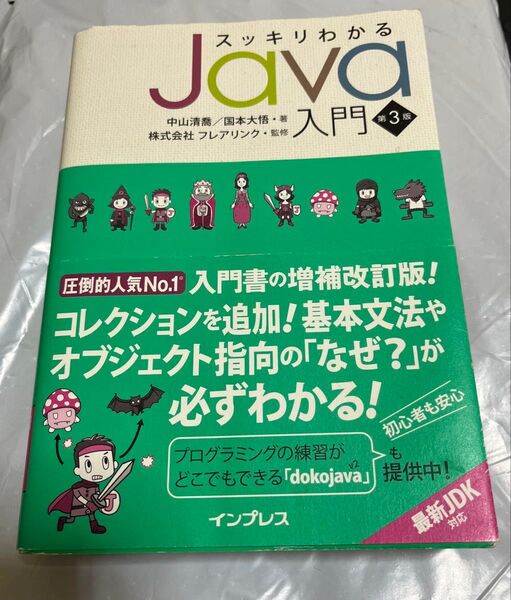 スッキリわかる
Java
入門
第3版
中山清喬／国本大悟・著
株式会社 フレアリンク・監修
圧倒的人気No.1※ 入門書の増補改訂版!
コレクションを追加! 基本文法や
オブジェクト指向の「なぜ?」が
必ずわかる!
初心者も安心
プログラミングの練習が
どこでもできる「dokojava」v2
も
提供中!
インプレス
最新JDK
対応